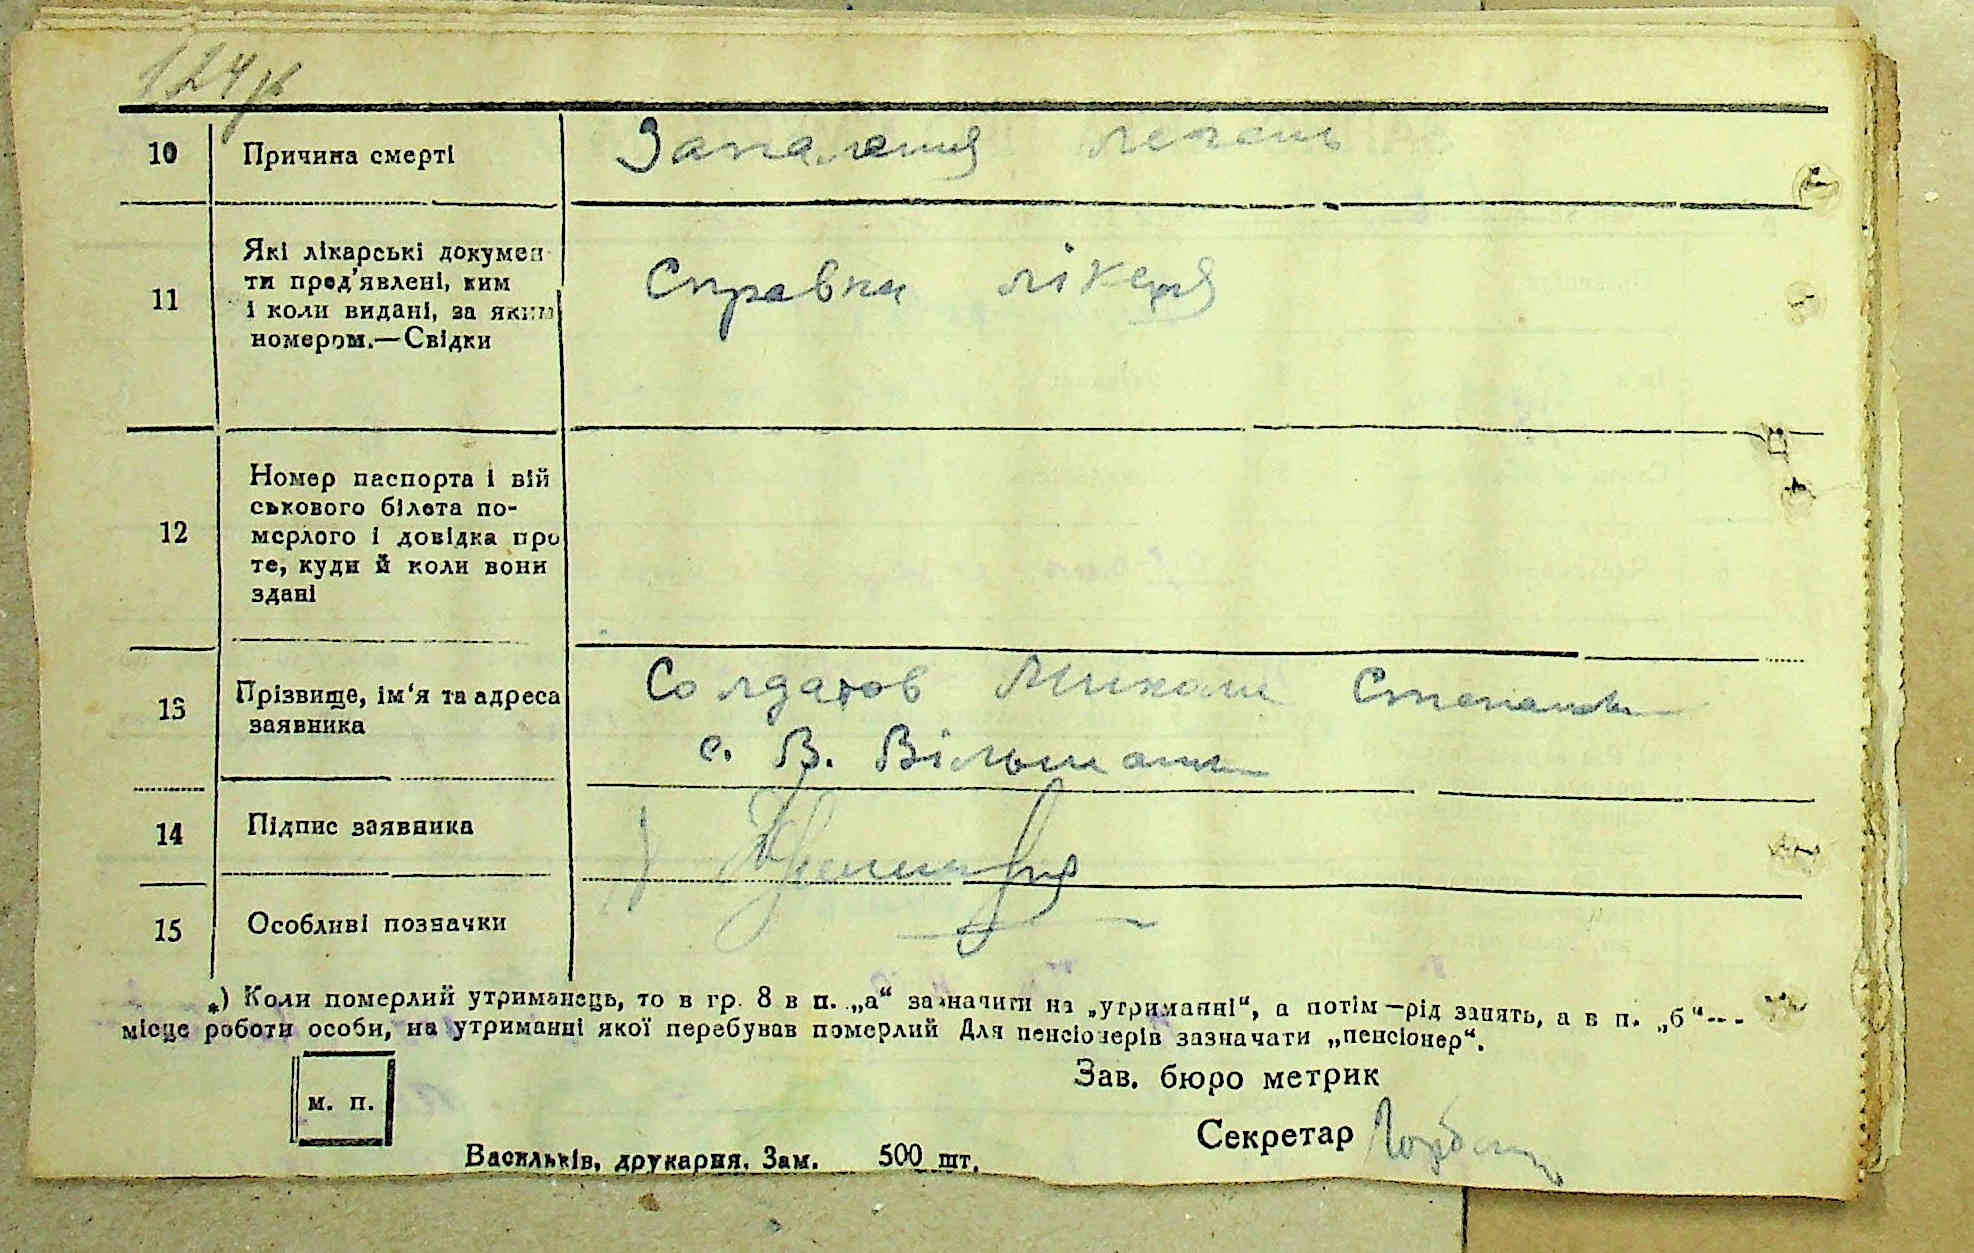 10 Причина смерті Запалення легень
11 Які лікарські докумен-
ти пред'явлені, ким
і коли видані, за яким
номером.—Свідки
Справка лікаря
12 Номер паспорта і вій
ськового білета по-
мерлого і довідка про
те, куди й коли вони
здані
13 Прізвище, ім'я та адреса
заявника
Солдатов Микола Степанов
с. В. Вільшанка
14 Підпис заявника
15 Особливі позначки
*) Коли померлий утриманець, то в гр. 8 в п. „а“ зазначити на „утриманні“, а потім—рід занять, а в п. „б“---
місце роботи особи, на утриманні якої перебував померлий Для пенсіонерів зазначати „пенсіонер“.
м. п.
Зав. бюро метрик
Секретар
Васильків, друкарня. Зам. 500 шт.